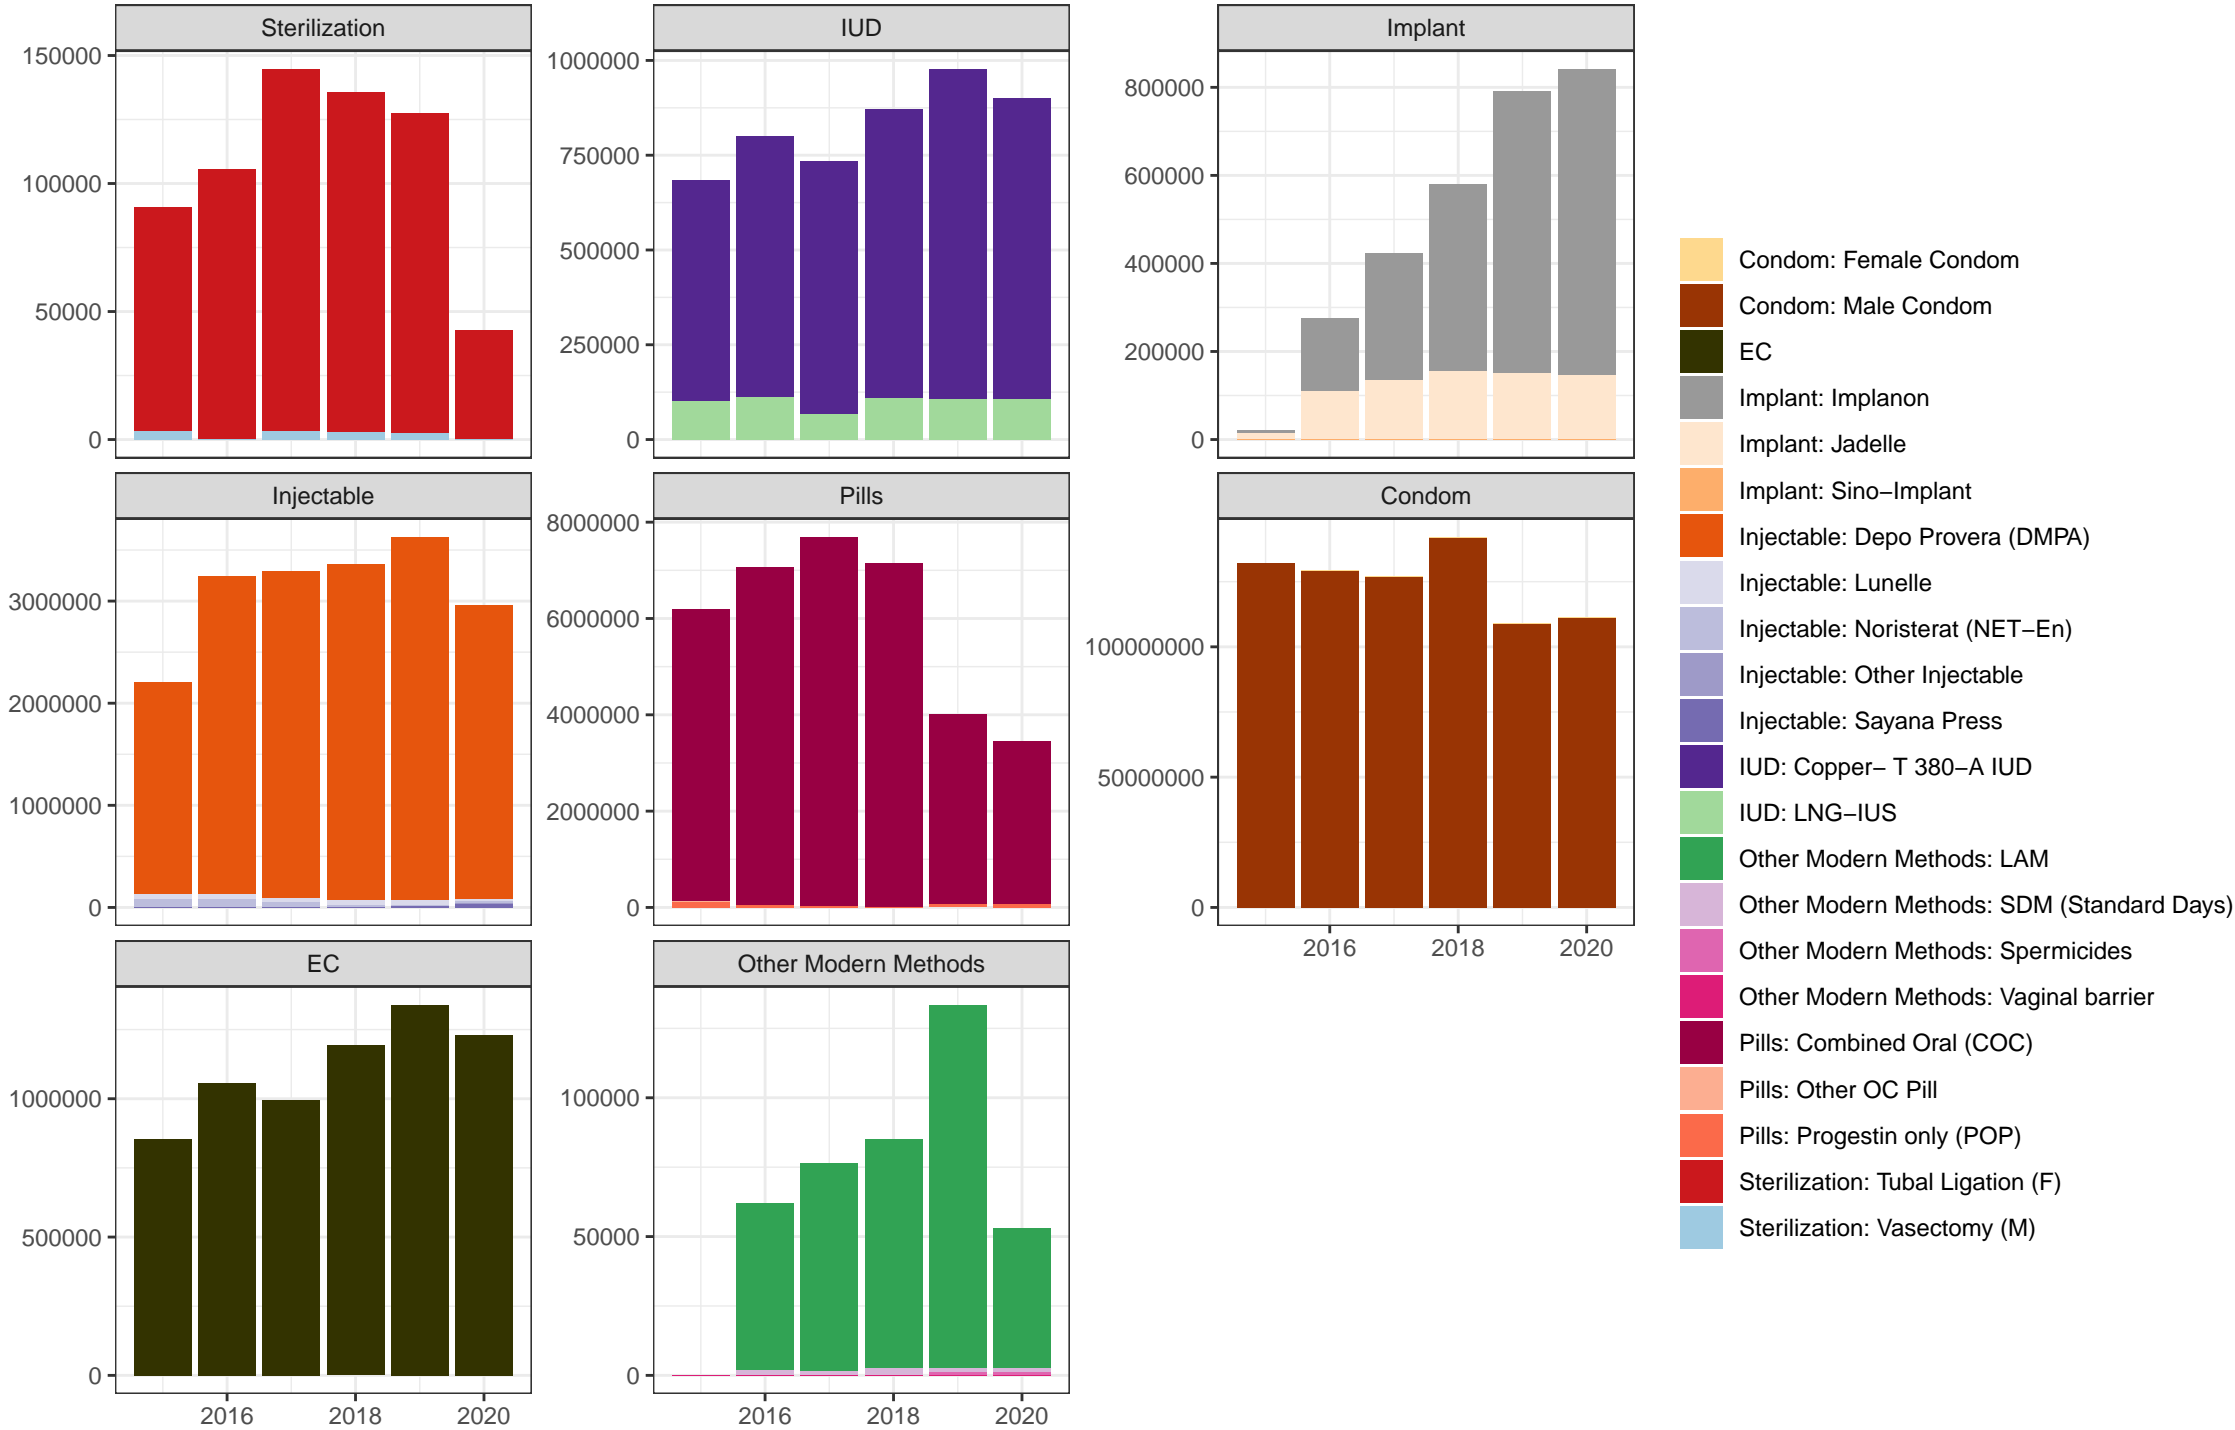 Sterilization
150000
100000
50000
0
IUD
1000000
750000
500000
250000
0
Implant
800000
600000
400000
200000
0
Injectable
3000000
2000000
1000000
0
Pills
8000000
6000000
4000000
2000000
0
Condom
100000000
50000000
0
2016 2018 2020
EC
1000000
500000
0
2016 2018 2020
Other Modern Methods
100000
50000
0
2016 2018 2020
Condom: Female Condom
Condom: Male Condom
EC
Implant: Implanon
Implant: Jadelle
Implant: Sino−Implant
Injectable: Depo Provera (DMPA)
Injectable: Lunelle
Injectable: Noristerat (NET−En)
Injectable: Other Injectable
Injectable: Sayana Press
IUD: Copper− T 380−A IUD
IUD: LNG−IUS
Other Modern Methods: LAM
Other Modern Methods: SDM (Standard Days)
Other Modern Methods: Spermicides
Other Modern Methods: Vaginal barrier
Pills: Combined Oral (COC)
Pills: Other OC Pill
Pills: Progestin only (POP)
Sterilization: Tubal Ligation (F)
Sterilization: Vasectomy (M)